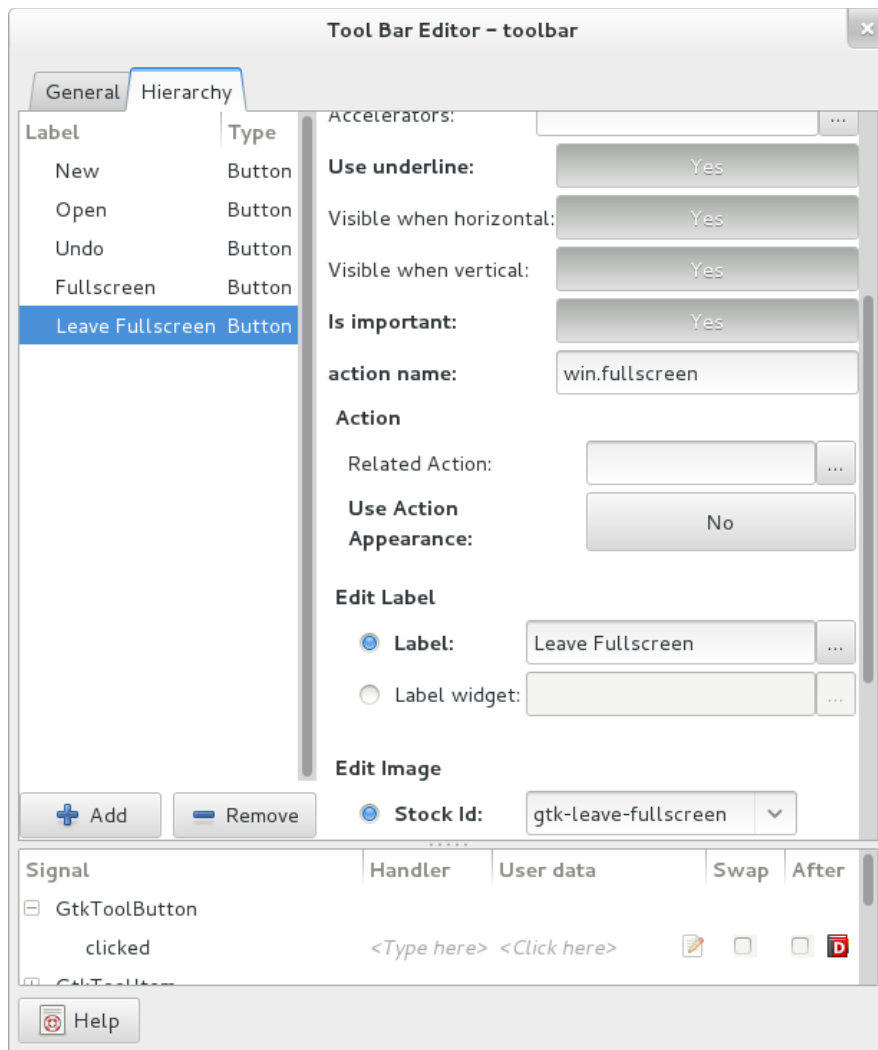 Tool Bar Editor – toolbar
General
Hierarchy
Label Type
New Button
Open Button
Undo Button
Fullscreen Button
Leave Fullscreen Button
Add
Remove
Accelerators: ...
Use underline: Yes
Visible when horizontal: Yes
Visible when vertical: Yes
Is important: Yes
action name: win.fullscreen
Action
Related Action: ...
Use Action
Appearance: No
Edit Label
Label: Leave Fullscreen ...
Label widget: ...
Edit Image
Stock Id: gtk-leave-fullscreen
Signal Handler User data Swap After
GtkToolButton
clicked <Type here> <Click here> D
GtkToolItem
Help